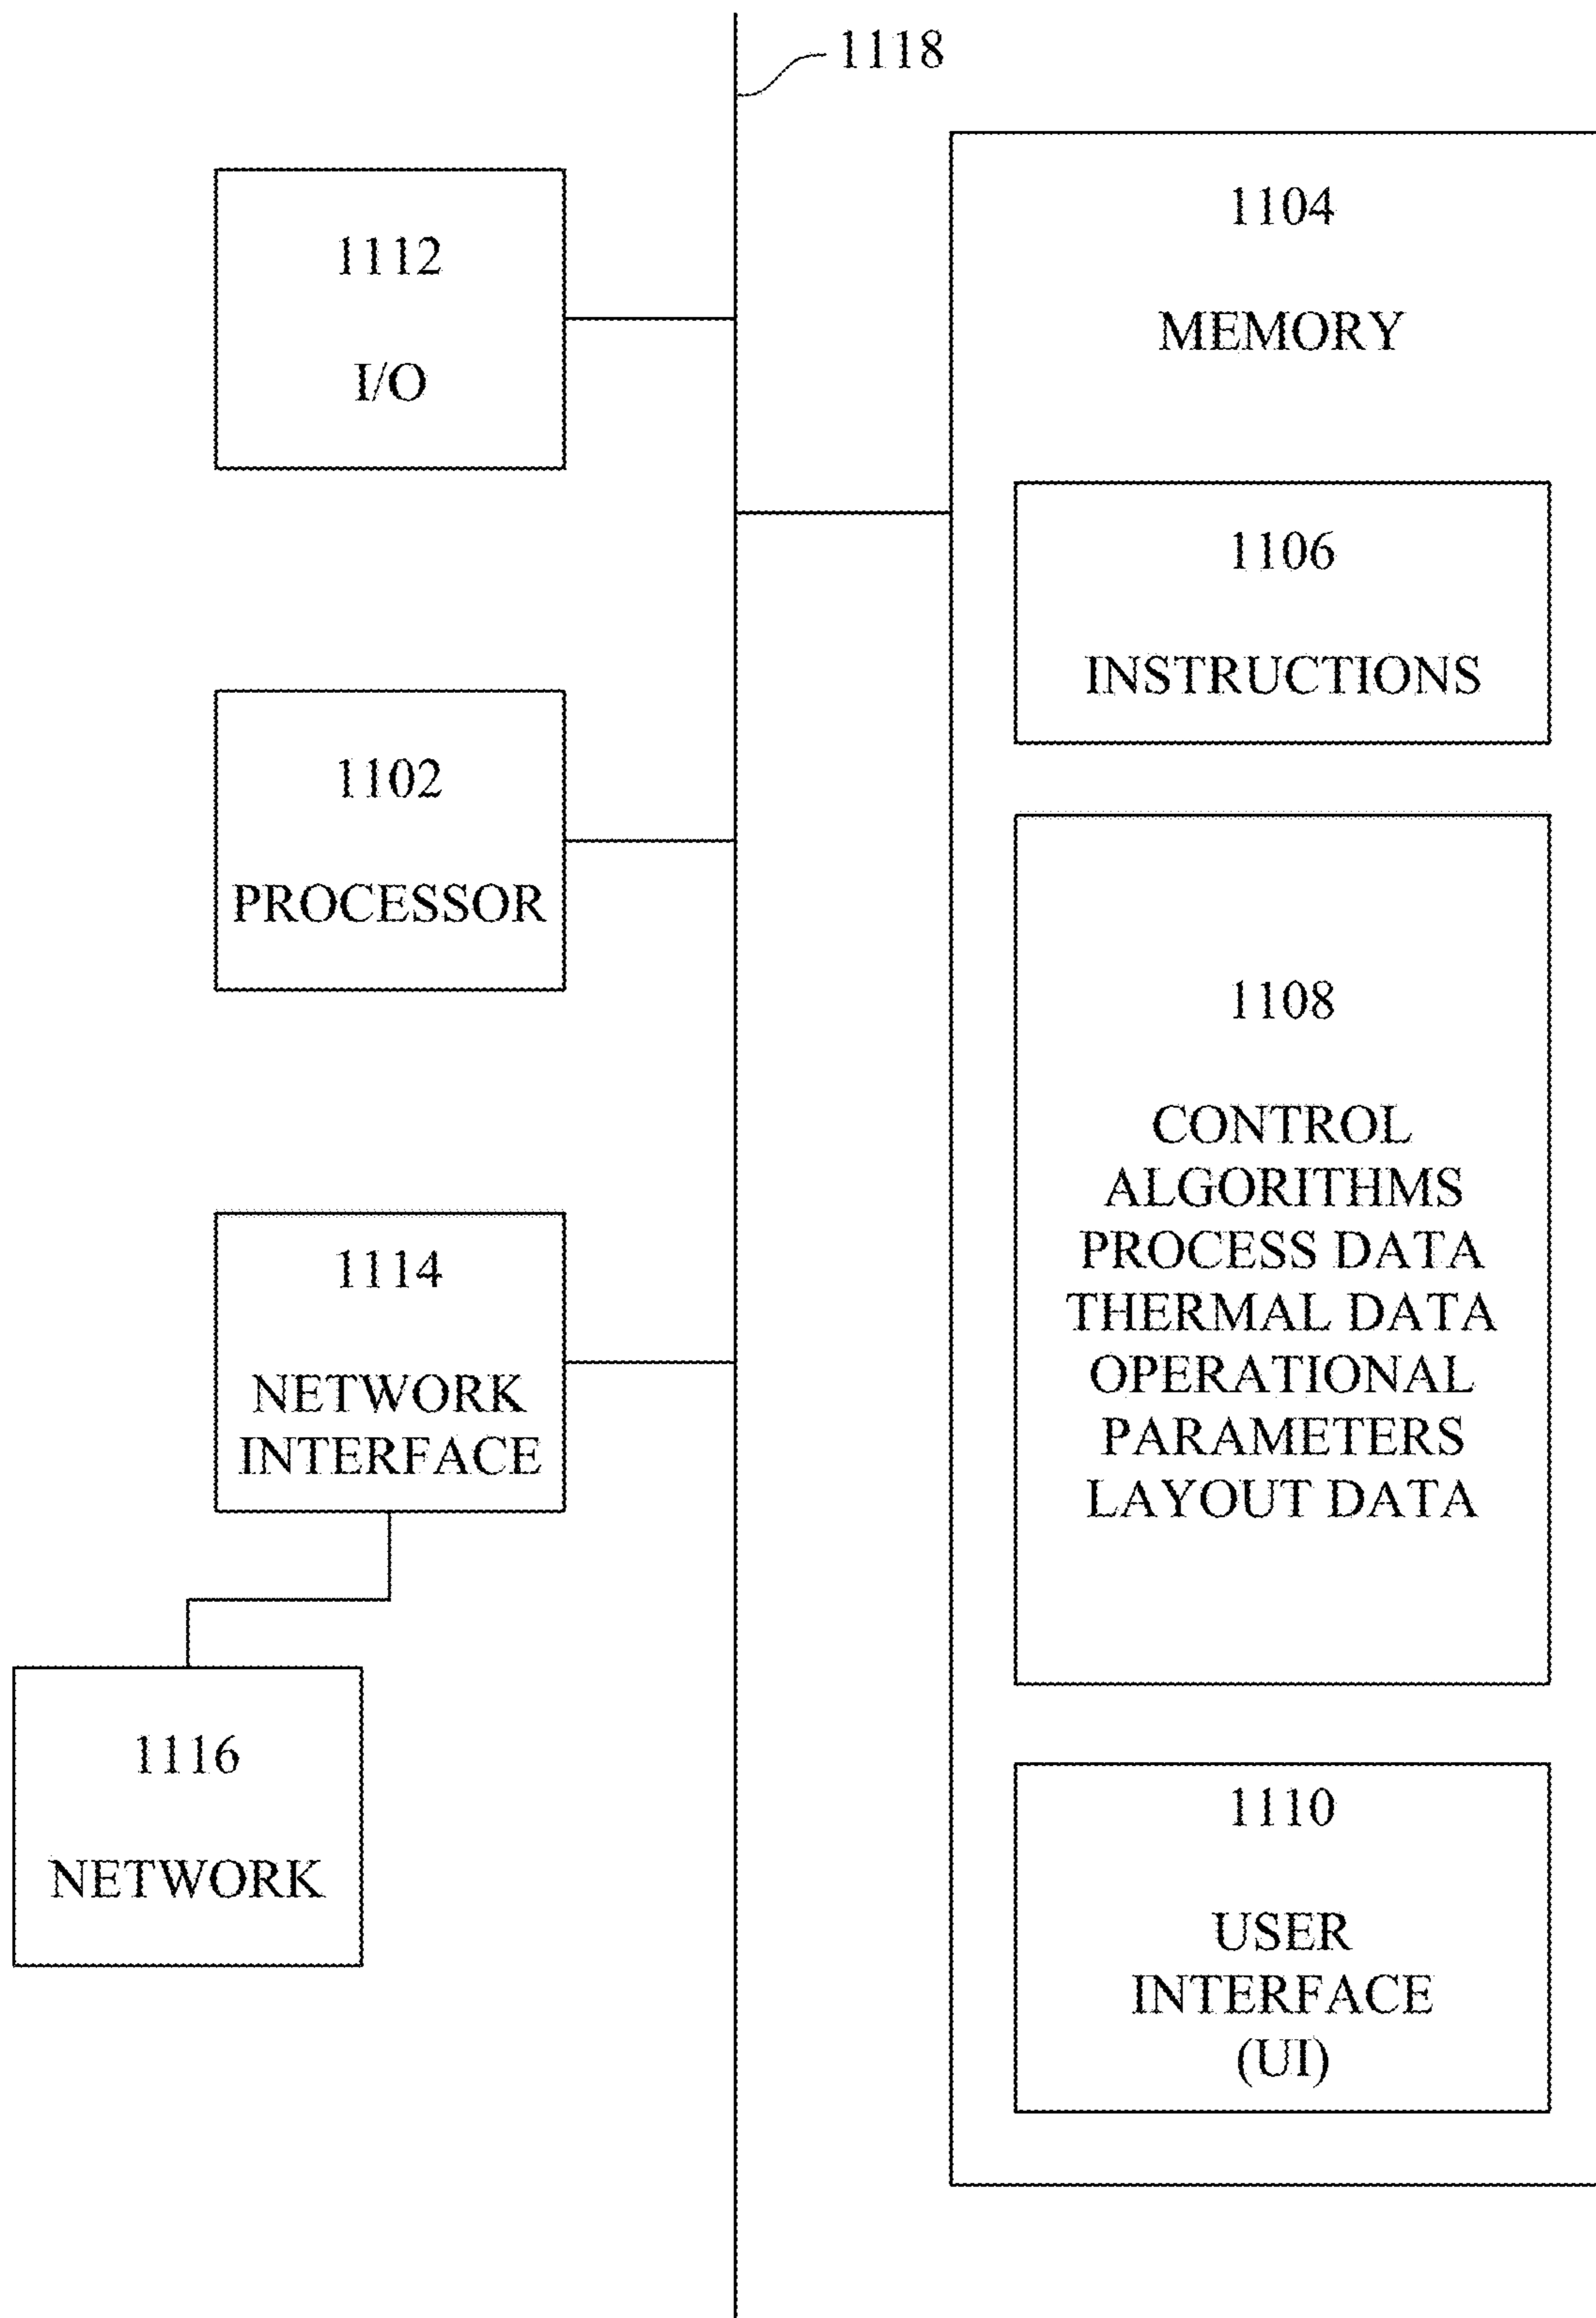 1118
1112
I/O
1102
PROCESSOR
1114
NETWORK
INTERFACE
1116
NETWORK
1104
MEMORY
1106
INSTRUCTIONS
1108
CONTROL
ALGORITHMS
PROCESS DATA
THERMAL DATA
OPERATIONAL
PARAMETERS
LAYOUT DATA
1110
USER
INTERFACE
(UI)